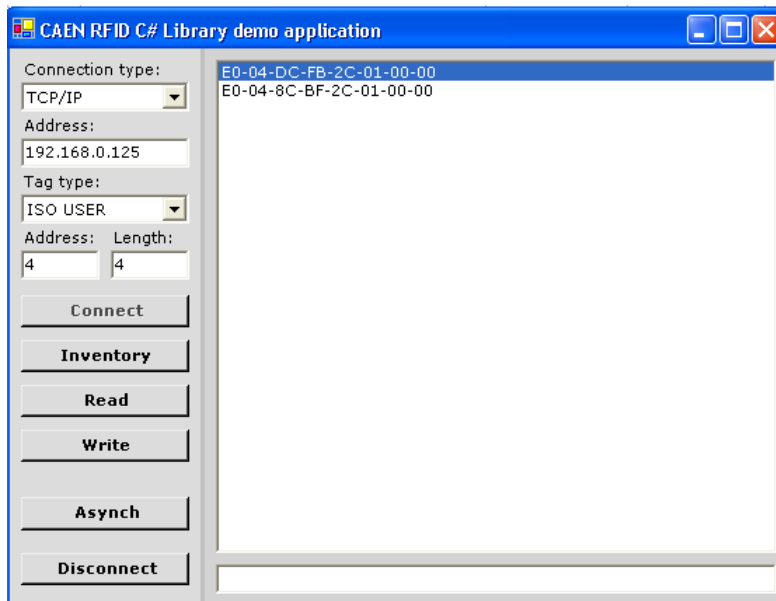 CAEN RFID C# Library demo application
Connection type:
TCP/IP
Address:
192.168.0.125
Tag type:
ISO USER
Address: Length:
4 4
Connect
Inventory
Read
Write
Asynch
Disconnect
E0-04-DC-FB-2C-01-00-00
E0-04-8C-BF-2C-01-00-00